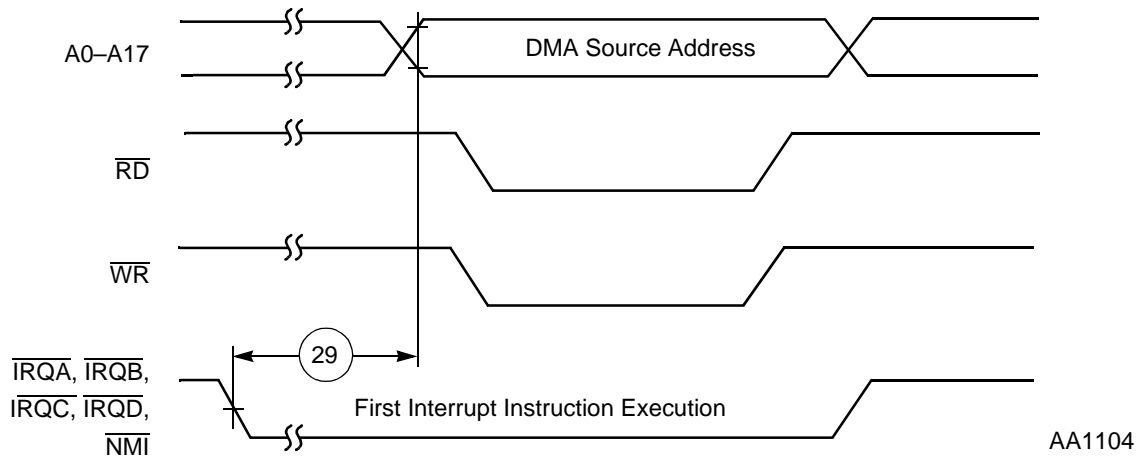 A0–A17
DMA Source Address
RD
WR
29
IRQA, IRQB,
IRQC, IRQD,
NMI
First Interrupt Instruction Execution
AA1104